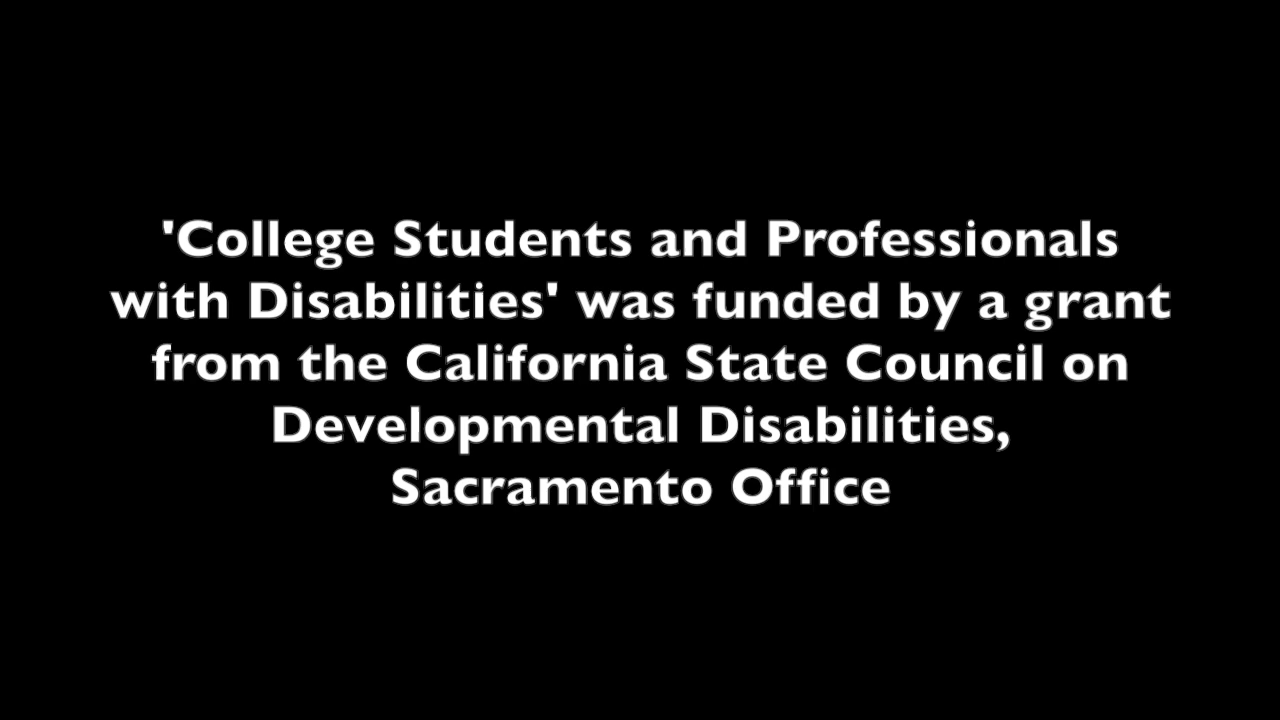 'College Students and Professionals
with Disabilities' was funded by a grant
from the California State Council on
Developmental Disabilities,
Sacramento Office